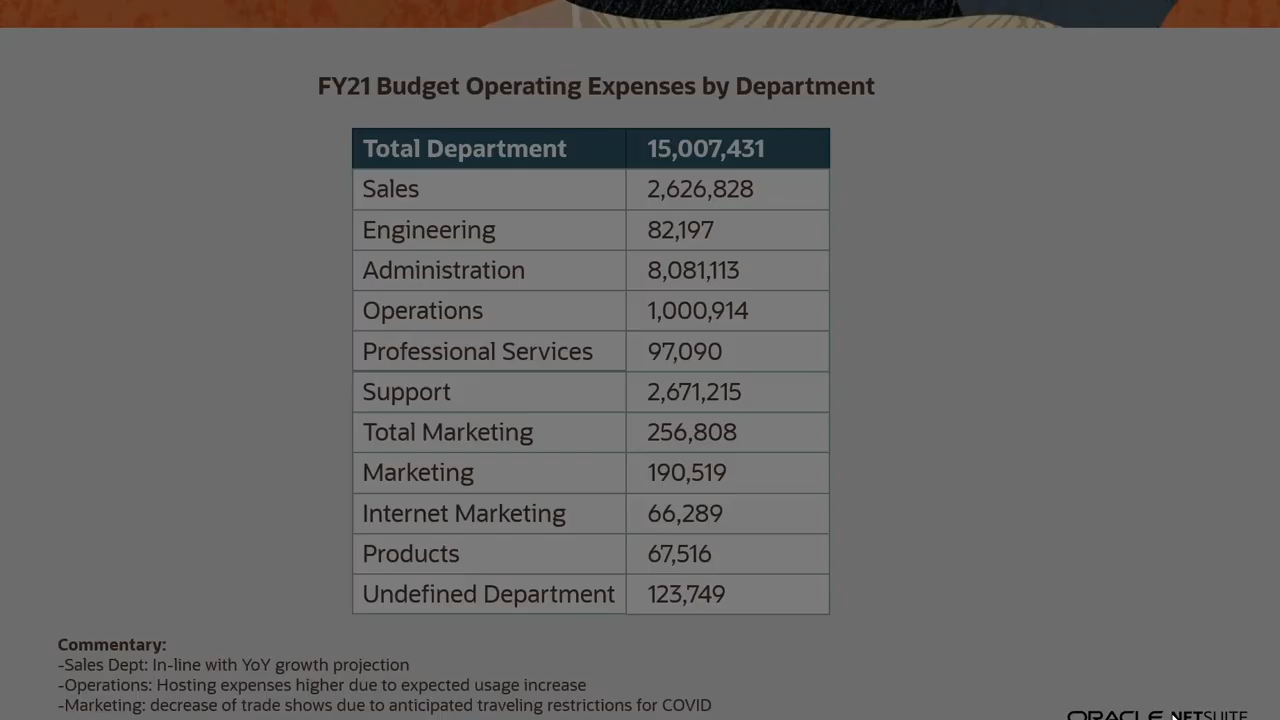 FY21 Budget Operating Expenses by Department
Total Department 15,007,431
Sales 2,626,828
Engineering 82,197
Administration 8,081,113
Operations 1,000,914
Professional Services 97,090
Support 2,671,215
Total Marketing 256,808
Marketing 190,519
Internet Marketing 66,289
Products 67,516
Undefined Department 123,749
Commentary:
-Sales Dept: In-line with YoY growth projection
-Operations: Hosting expenses higher due to expected usage increase
-Marketing: decrease of trade shows due to anticipated traveling restrictions for COVID
ORACLE NETSUITE